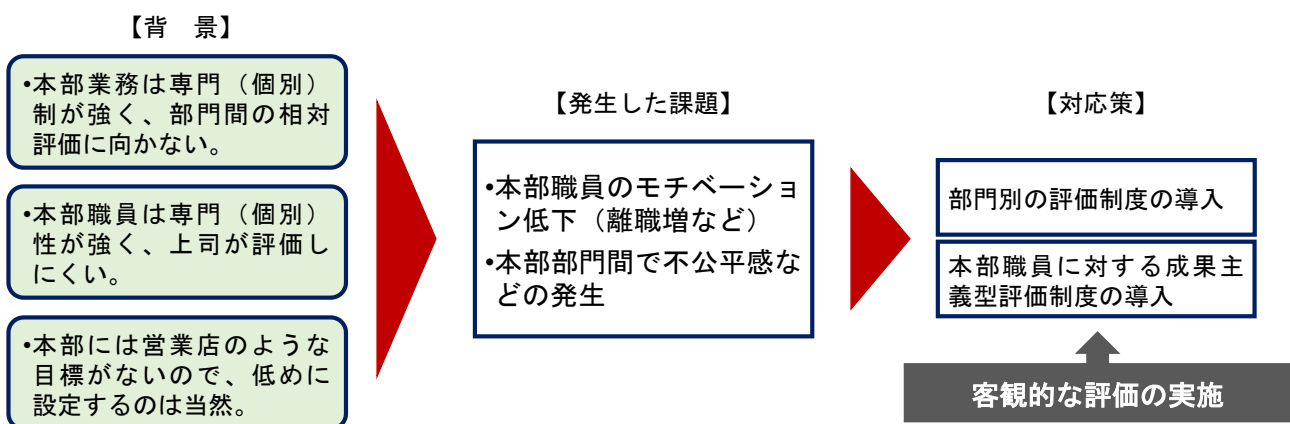 【背　景】
•本部業務は専門（個別）
制が強く、部門間の相対
評価に向かない。
•本部職員は専門（個別）
性が強く、上司が評価し
にくい。
•本部には営業店のような
目標がないので、低めに
設定するのは当然。
【発生した課題】
•本部職員のモチベーショ
ン低下（離職増など）
•本部部門間で不公平感な
どの発生
【対応策】
部門別の評価制度の導入
本部職員に対する成果主
義型評価制度の導入
客観的な評価の実施